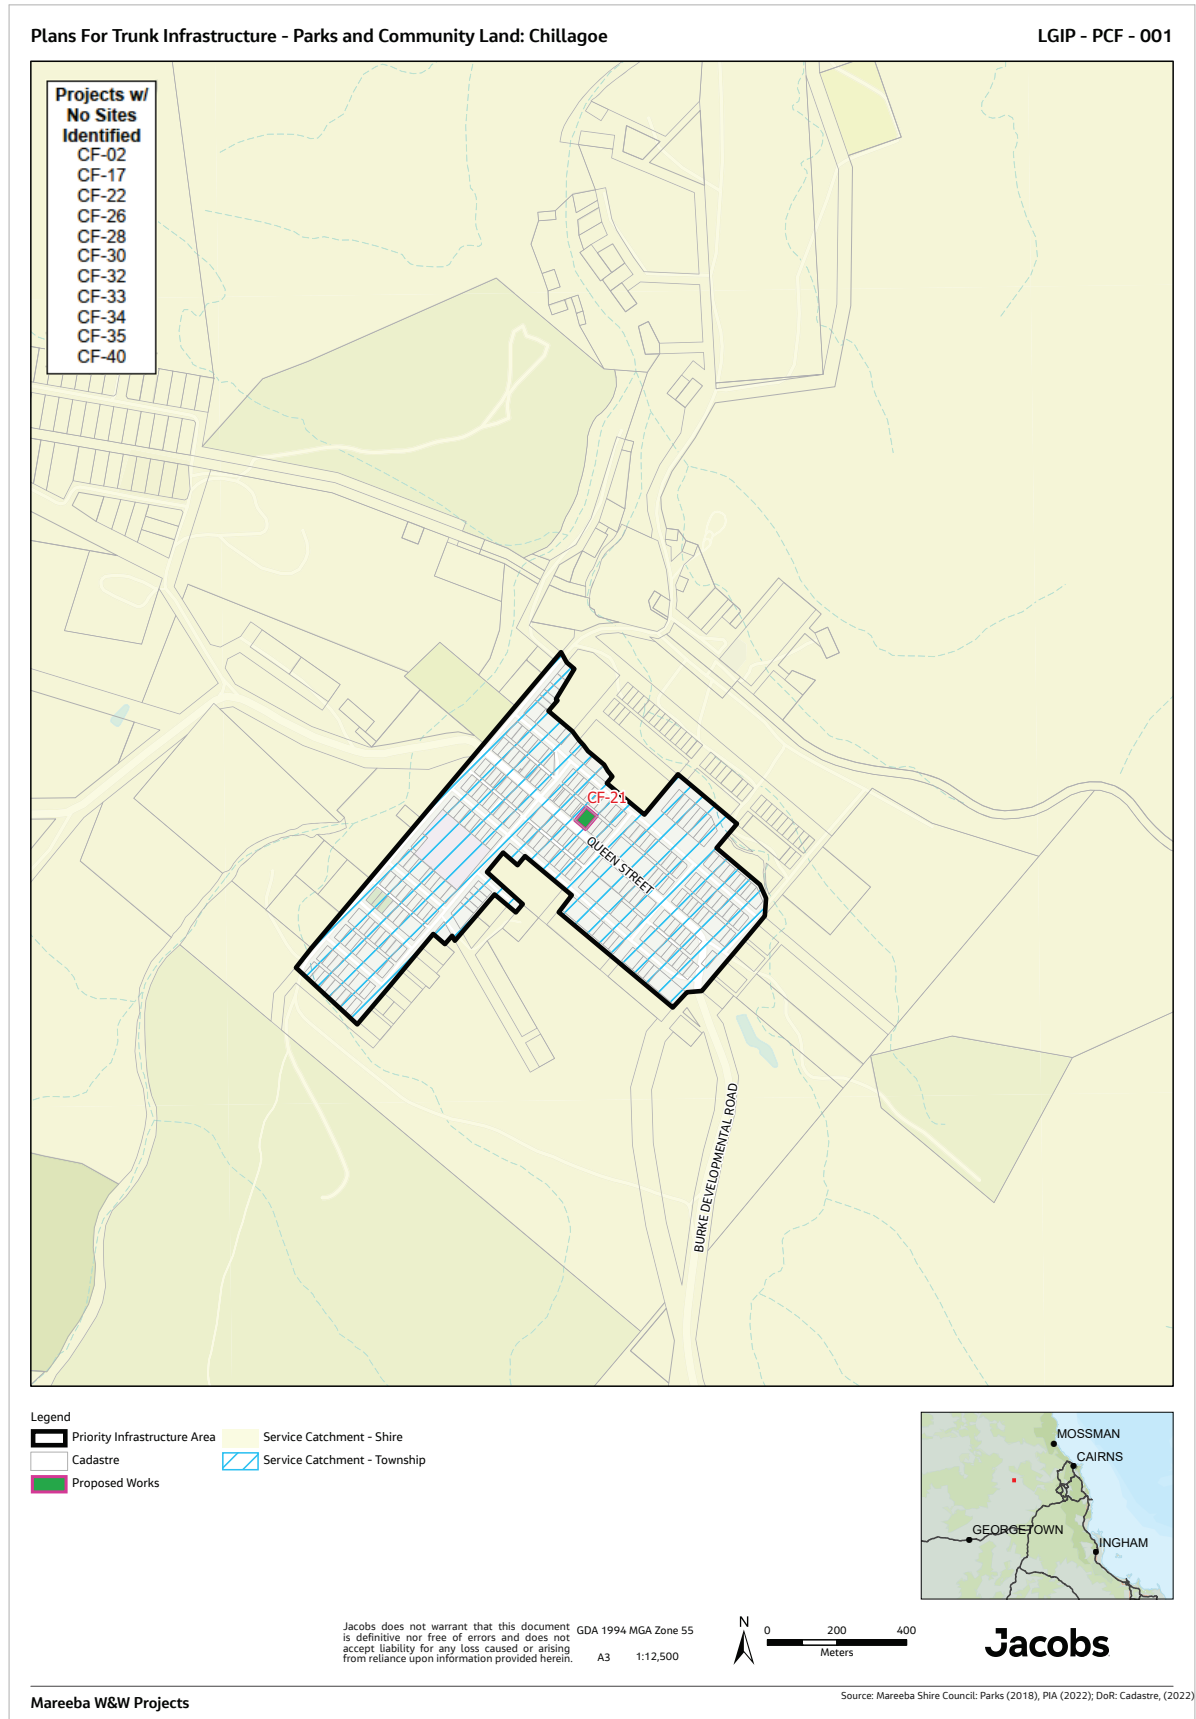 Plans For Trunk Infrastructure - Parks and Community Land: Chillagoe
LGIP - PCF - 001
Projects w/
No Sites
Identified
CF-02
CF-17
CF-22
CF-26
CF-28
CF-30
CF-32
CF-33
CF-34
CF-35
CF-40
CF-21
QUEEN STREET
BURKE DEVELOPMENTAL ROAD
Legend
Priority Infrastructure Area
Cadastre
Proposed Works
Service Catchment - Shire
Service Catchment - Township
MOSSMAN
CAIRNS
GEORGETOWN
INGHAM
Jacobs does not warrant that this document
is definitive nor free of errors and does not
accept liability for any loss caused or arising
from reliance upon information provided herein.
GDA 1994 MGA Zone 55
A3 1:12,500
N
0 200 400
Meters
Jacobs
Mareeba W&W Projects
Source: Mareeba Shire Council: Parks (2018), PIA (2022); DoR: Cadastre, (2022)